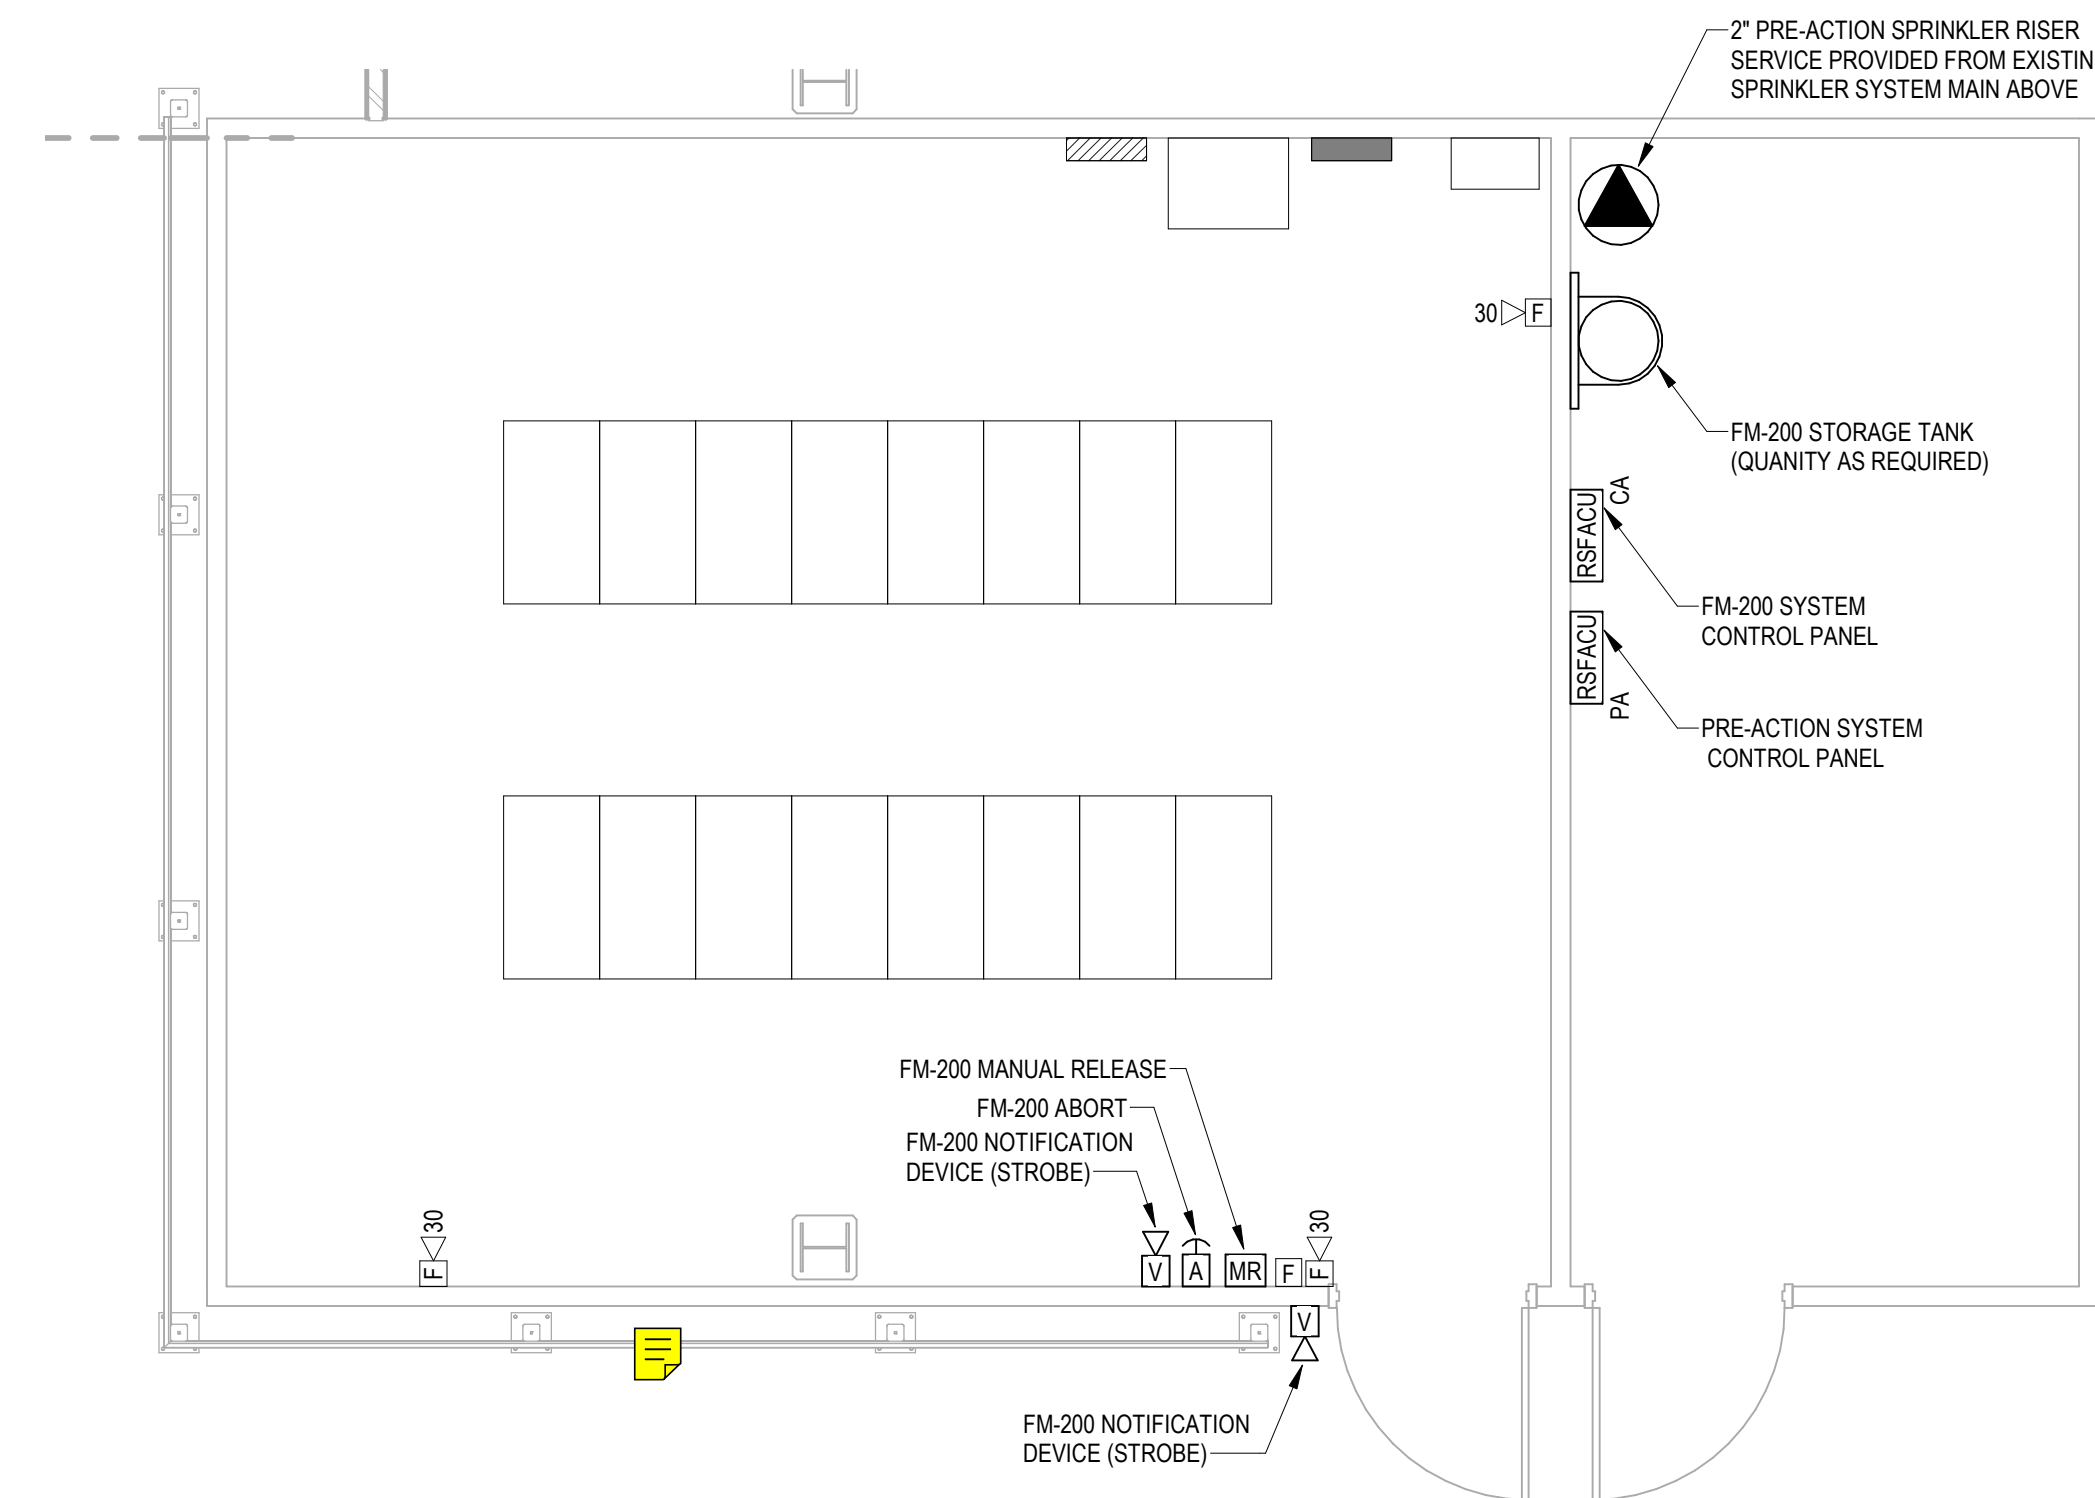 2" PRE-ACTION SPRINKLER RISER
SERVICE PROVIDED FROM EXISTIN
SPRINKLER SYSTEM MAIN ABOVE
30 F
FM-200 STORAGE TANK
(QUANITY AS REQUIRED)
RSFACU CA
FM-200 SYSTEM
CONTROL PANEL
RSFACU PA
PRE-ACTION SYSTEM
CONTROL PANEL
FM-200 MANUAL RELEASE
FM-200 ABORT
FM-200 NOTIFICATION
DEVICE (STROBE)
F 30
V A MR F F 30
V
FM-200 NOTIFICATION
DEVICE (STROBE)